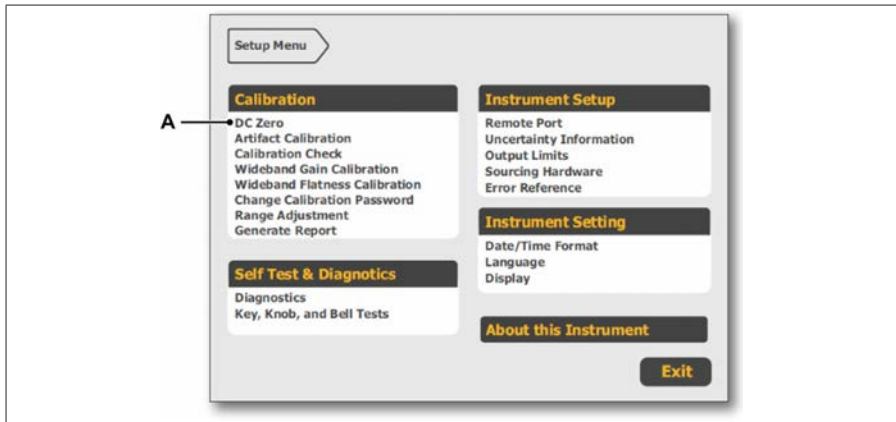 Setup Menu
Calibration
A
DC Zero
Artifact Calibration
Calibration Check
Wideband Gain Calibration
Wideband Flatness Calibration
Change Calibration Password
Range Adjustment
Generate Report
Self Test & Diagnotics
Diagnostics
Key, Knob, and Bell Tests
Instrument Setup
Remote Port
Uncertainty Information
Output Limits
Sourcing Hardware
Error Reference
Instrument Setting
Date/Time Format
Language
Display
About this Instrument
Exit